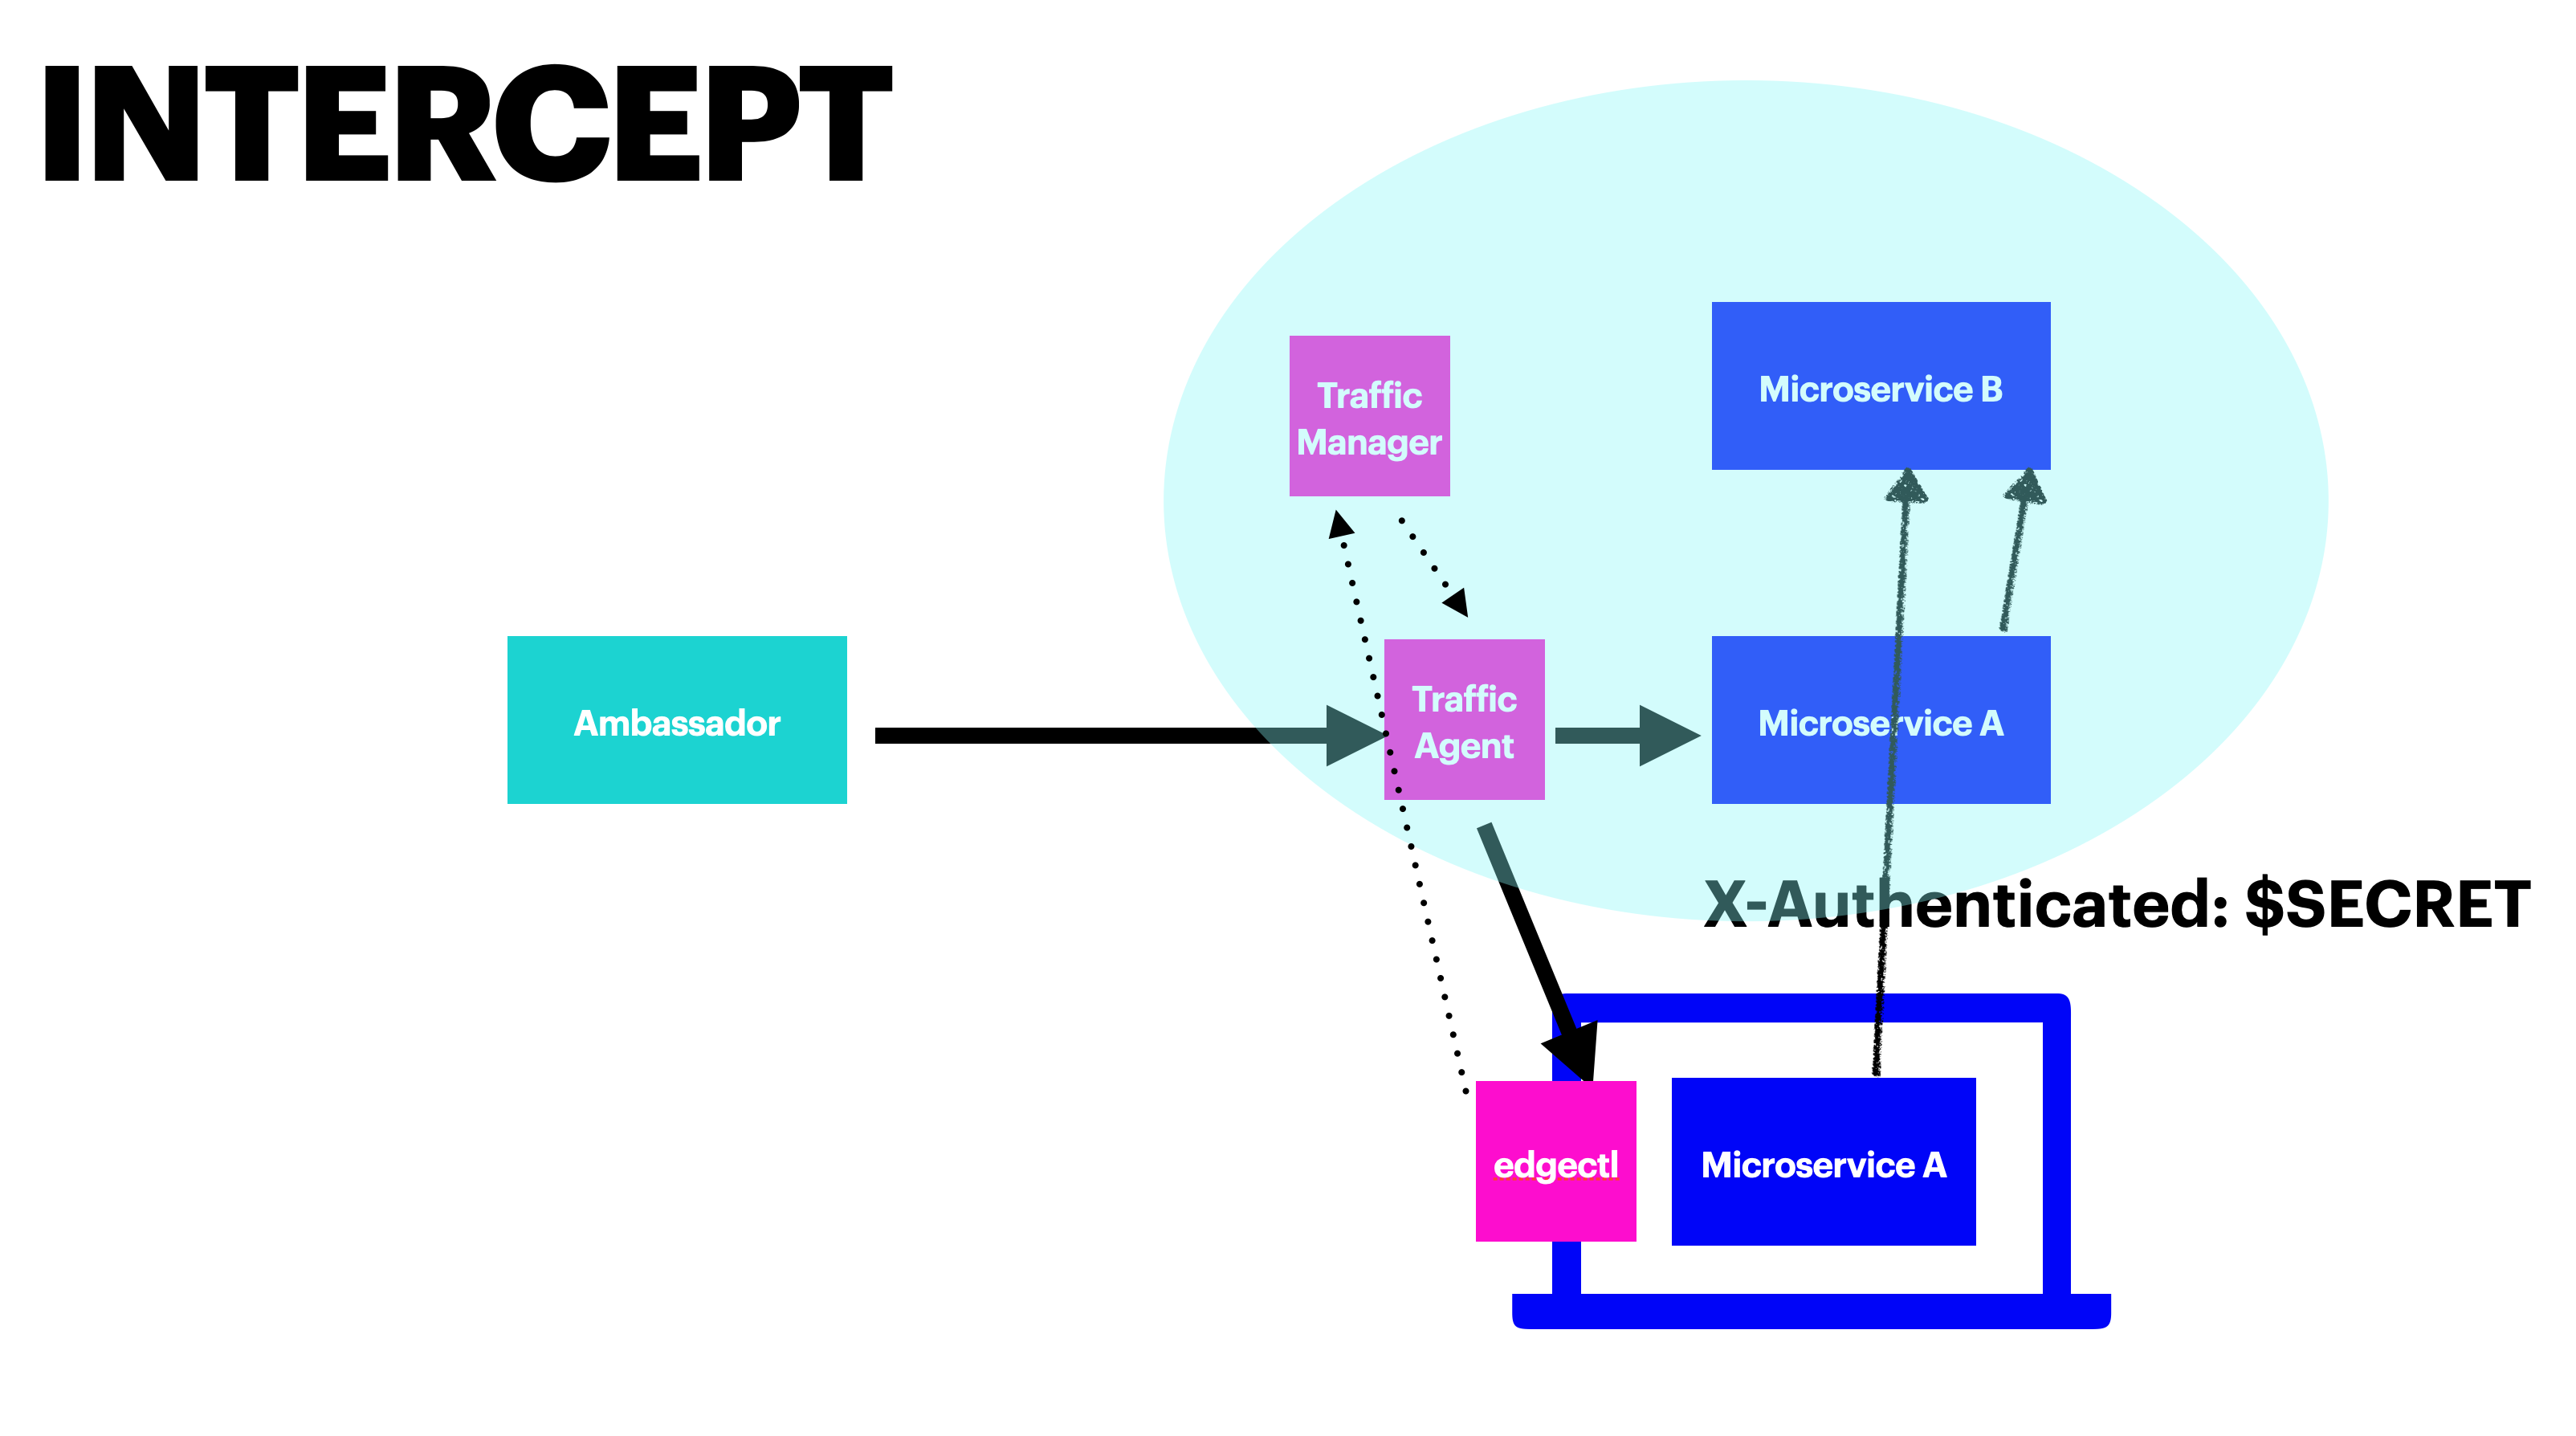 INTERCEPT
Traffic
Manager
Microservice B
Ambassador
Traffic
Agent
Microservice A
X-Authenticated: $SECRET
edgectl
Microservice A